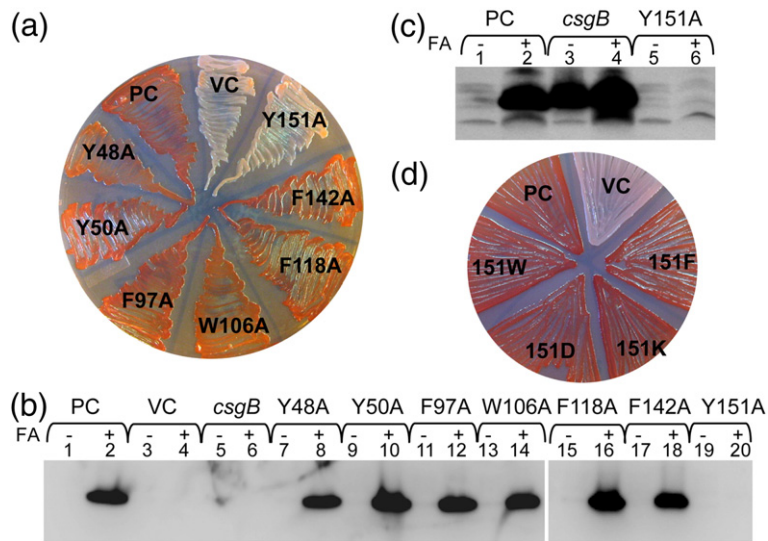 (a)
PC
VC
Y151A
Y48A
F142A
Y50A
F118A
F97A
W106A
(c)
PC csgB Y151A
FA - + - + - +
1 2 3 4 5 6
(d)
PC
VC
151W
151F
151D
151K
(b)
PC VC csgB Y48A Y50A F97A W106A F118A F142A Y151A
FA - + - + - + - + - + - + - + - + - + - +
1 2 3 4 5 6 7 8 9 10 11 12 13 14 15 16 17 18 19 20